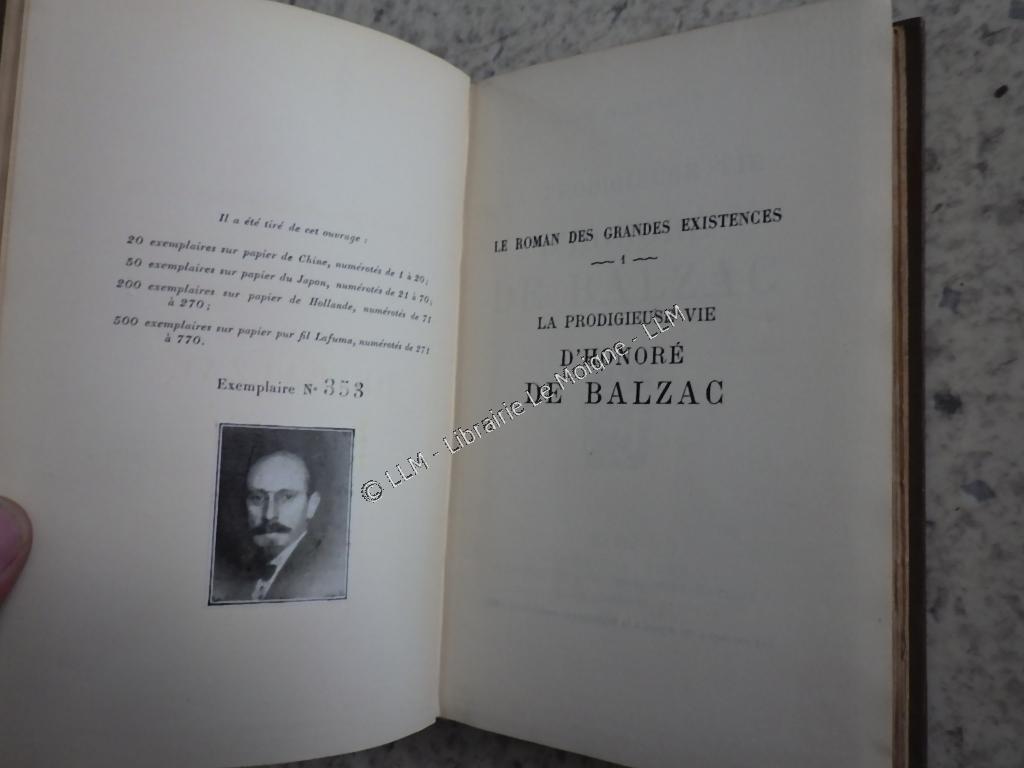 Il a été tiré de cet ouvrage :
20 exemplaires sur papier de Chine, numérotés de 1 à 20;
50 exemplaires sur papier du Japon, numérotés de 21 à 70;
200 exemplaires sur papier de Hollande, numérotés de 71
à 270;
500 exemplaires sur papier pur fil Lafuma, numérotés de 271
à 770.
Exemplaire No 353
LE ROMAN DES GRANDES EXISTENCES
1
LA PRODIGIEUSE VIE
D'HONORÉ
DE BALZAC
© LLM - Librairie Le Moigne - LLM